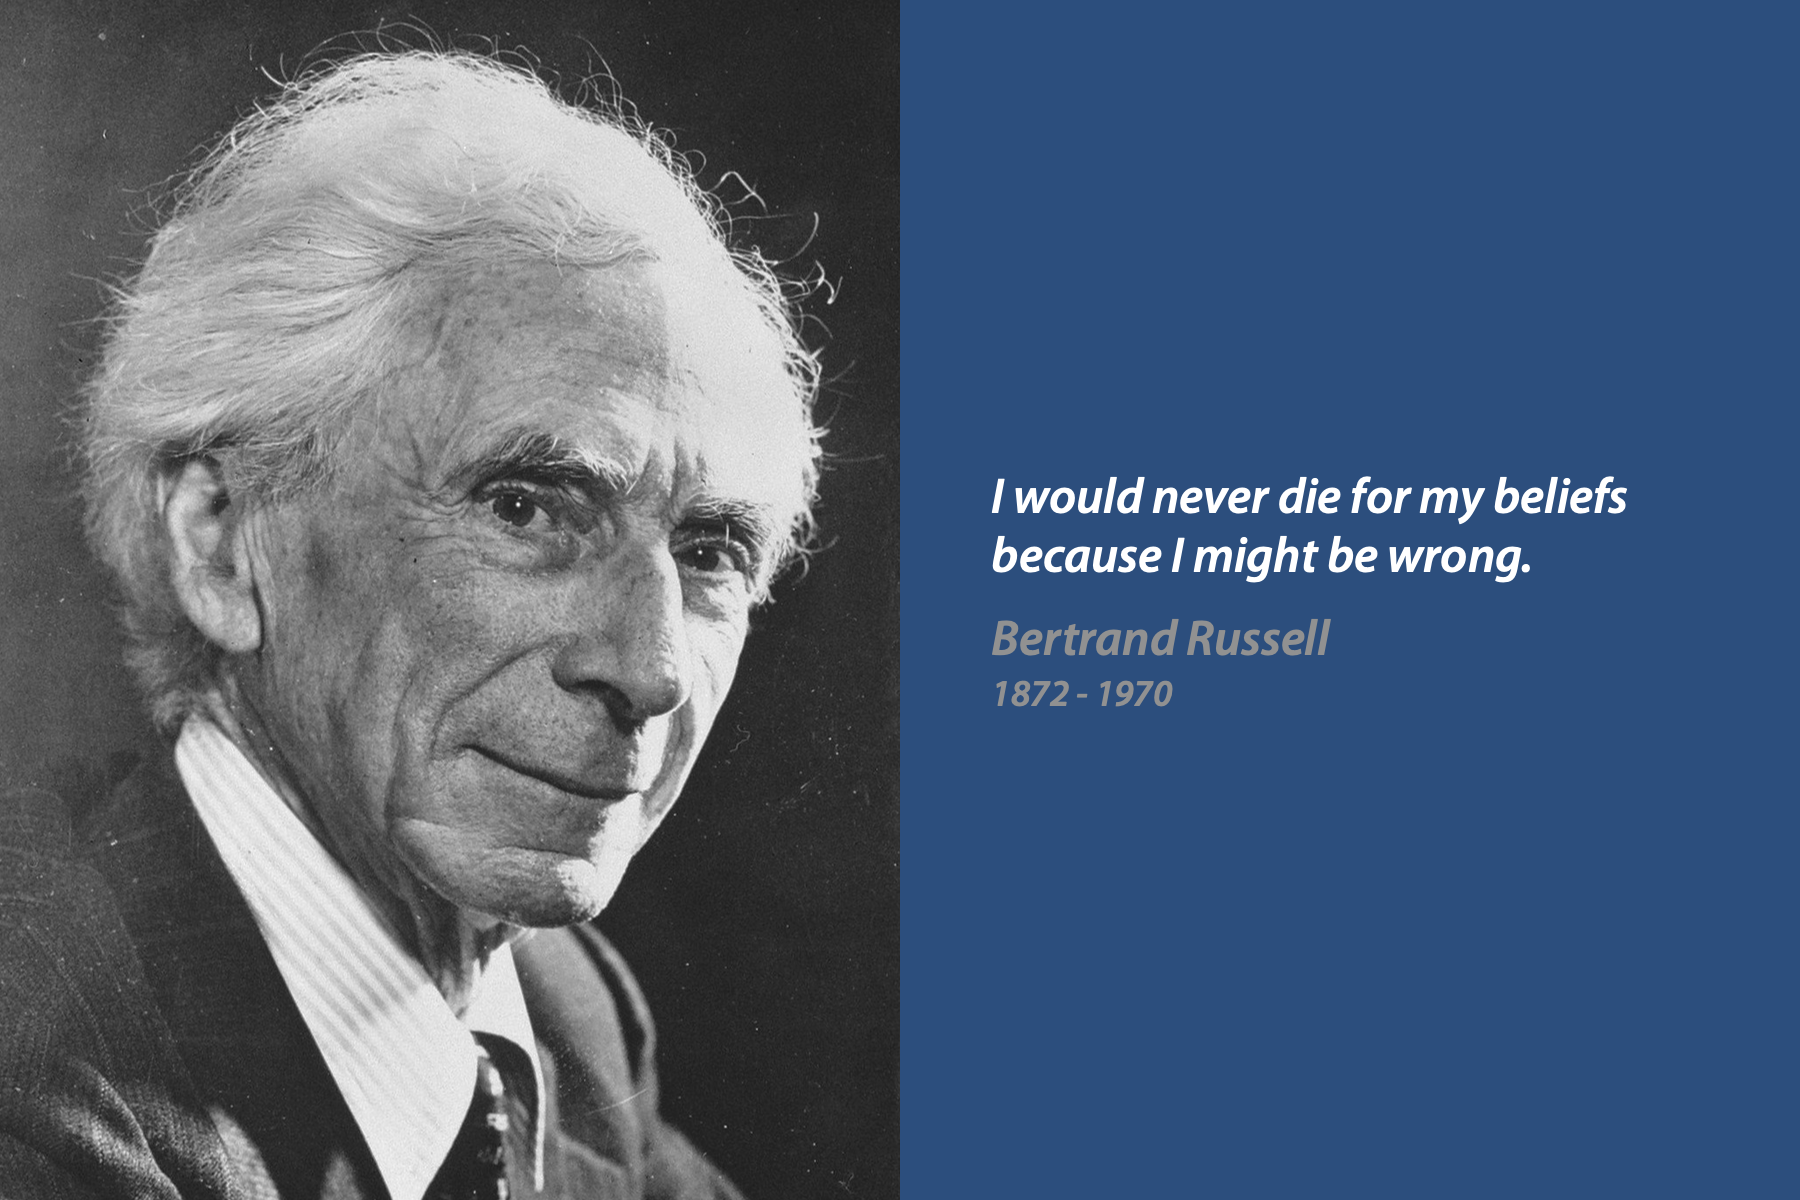 I would never die for my beliefs
because I might be wrong.
Bertrand Russell
1872 - 1970